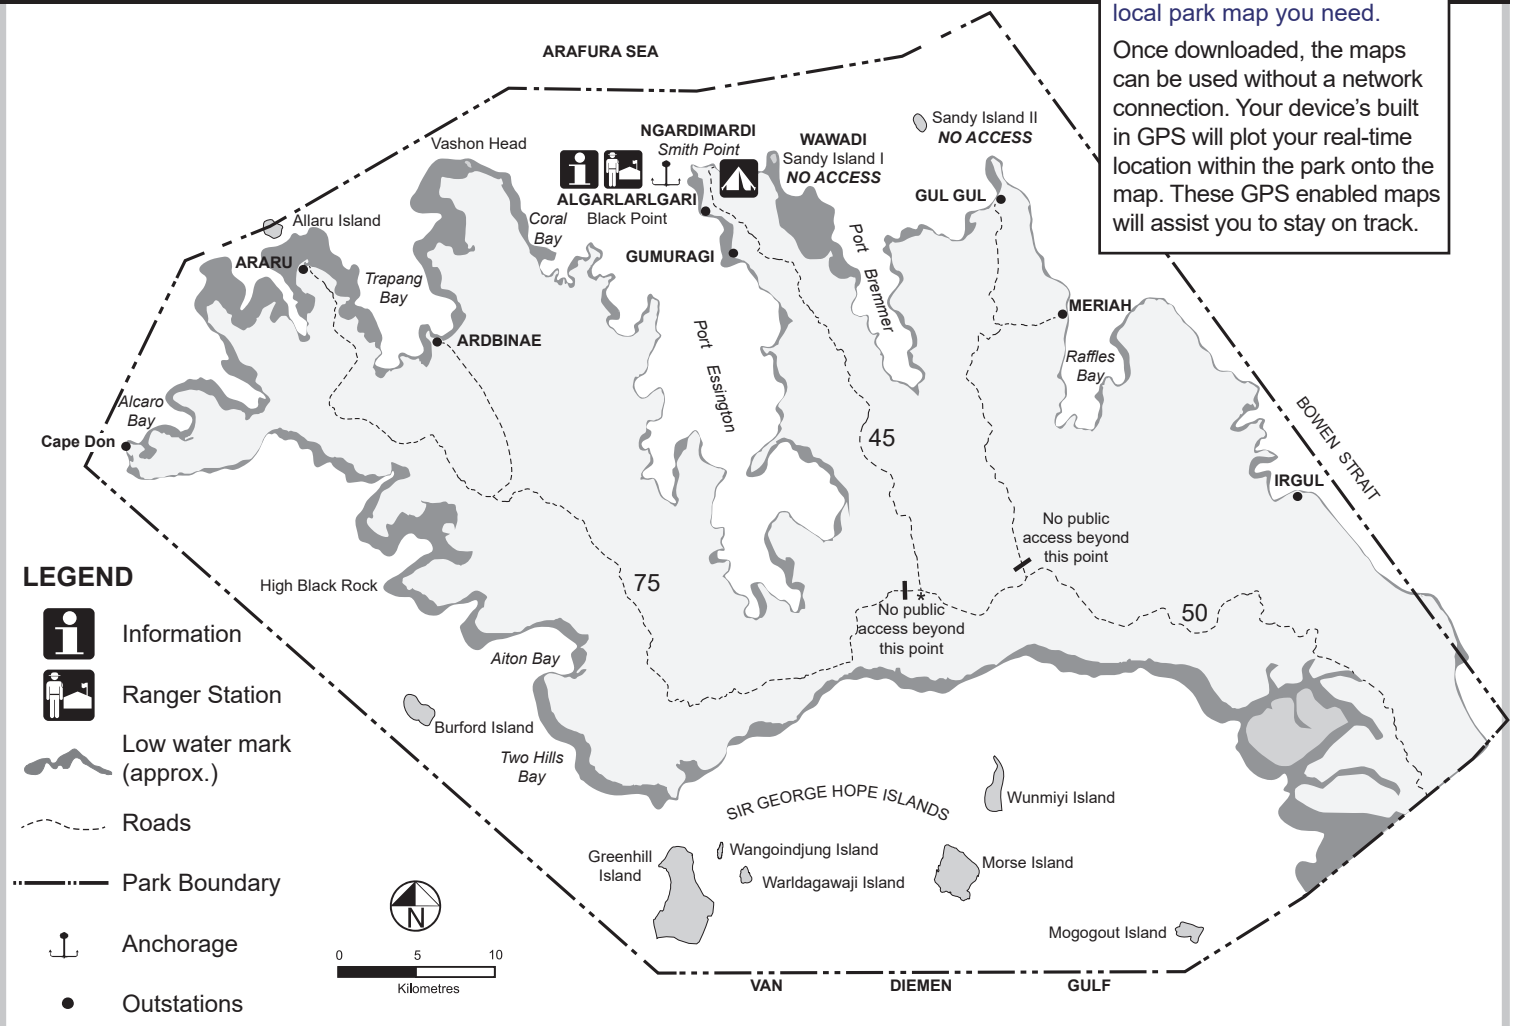 local park map you need.
Once downloaded, the maps
can be used without a network
connection. Your device's built
in GPS will plot your real-time
location within the park onto the
map. These GPS enabled maps
will assist you to stay on track.
ARAFURA SEA
Vashon Head
NGARDIMARDI
Smith Point
WAWADI
Sandy Island I
NO ACCESS
Sandy Island II
NO ACCESS
ALGARLARLGARI
Black Point
GUL GUL
Allaru Island
Coral
Bay
Port
Bremmer
ARARU
GUMURAGI
Trapang
Bay
MERIAH
ARDBINAE
Port
Essington
Raffles
Bay
Alcaro
Bay
Cape Don
45
BOWEN STRAIT
IRGUL
No public
access beyond
this point
75
*
No public
access beyond
this point
50
High Black Rock
Aiton Bay
Burford Island
Two Hills
Bay
SIR GEORGE HOPE ISLANDS
Wunmiyi Island
Greenhill
Island
Wangoindjung Island
Warldagawaji Island
Morse Island
Mogogout Island
VAN DIEMEN GULF
LEGEND
Information
Ranger Station
Low water mark
(approx.)
Roads
Park Boundary
Anchorage
Outstations
N
0 5 10
Kilometres